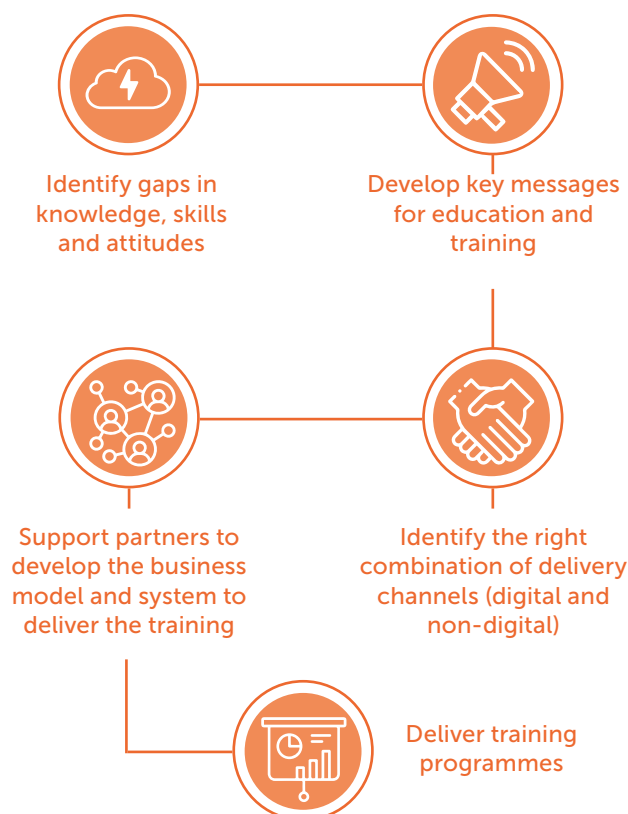 Identify gaps in
knowledge, skills
and attitudes
Develop key messages
for education and
training
Identify the right
combination of delivery
channels (digital and
non-digital)
Support partners to
develop the business
model and system to
deliver the training
Deliver training
programmes